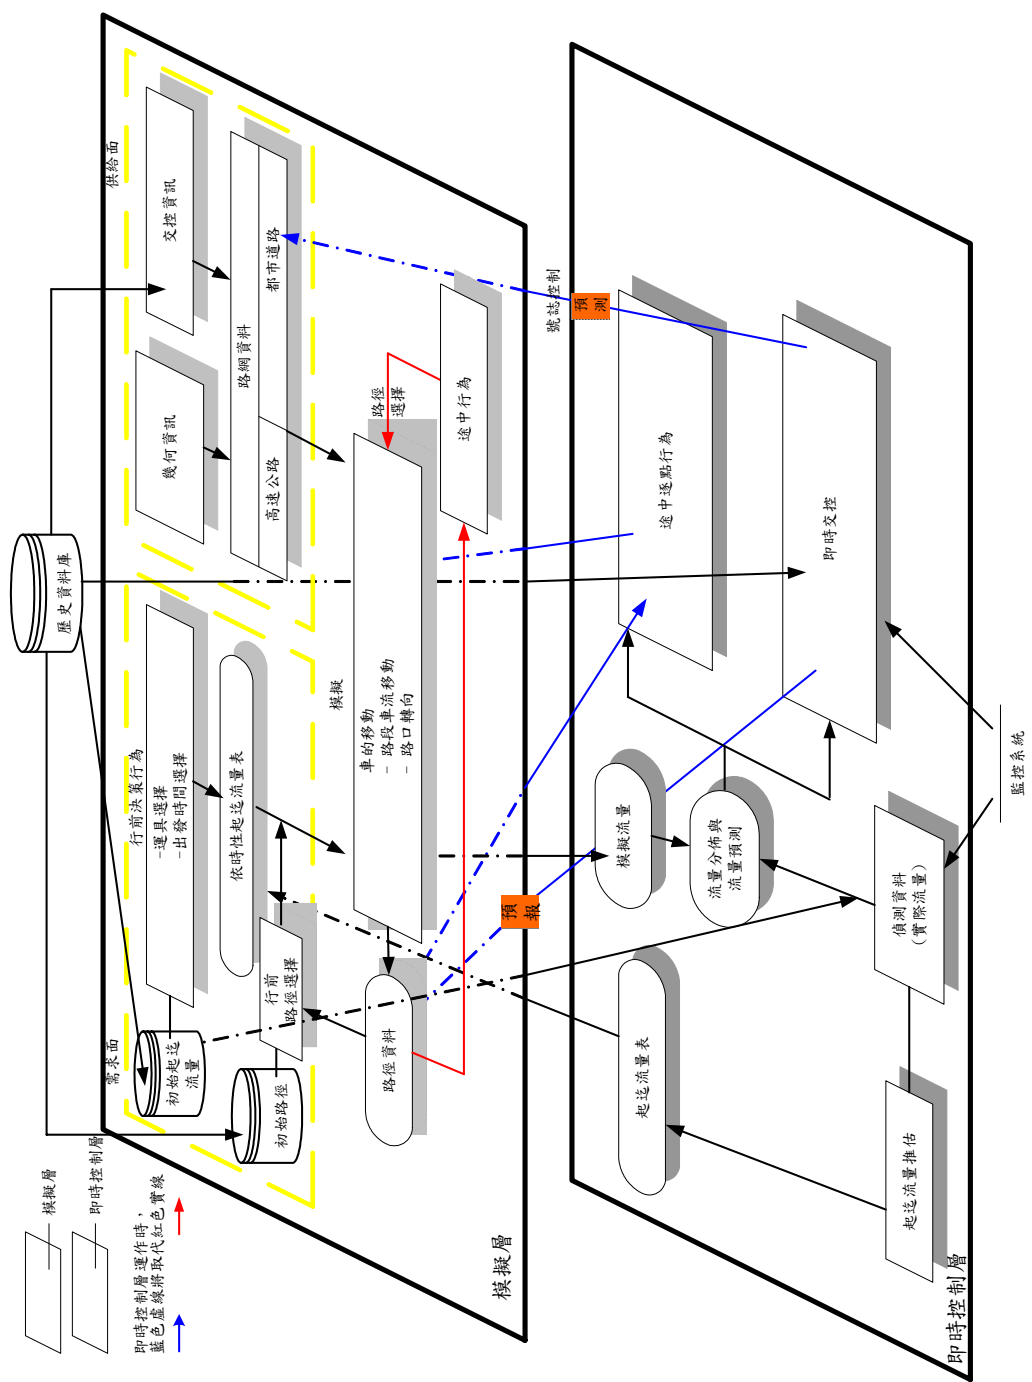 歷史資料庫
供給面
交控資訊
幾何資訊
路網資料
都市道路
高速公路
需求面
行前決策行為
-運具選擇
-出發時間選擇
依時性起迄流量表
初始起迄
流量
初始路徑
行前
路徑選擇
模擬
車的移動
- 路段車流移動
- 路口轉向
路徑
選擇
途中行為
路徑資料
模擬層
號誌控制
預
測
預
報
途中逐點行為
即時交控
模擬流量
流量分佈與
流量預測
起迄流量表
偵測資料
(實際流量)
起迄流量推估
監控系統
即時控制層
模擬層
即時控制層
即時控制層運作時,
藍色虛線將取代紅色實線